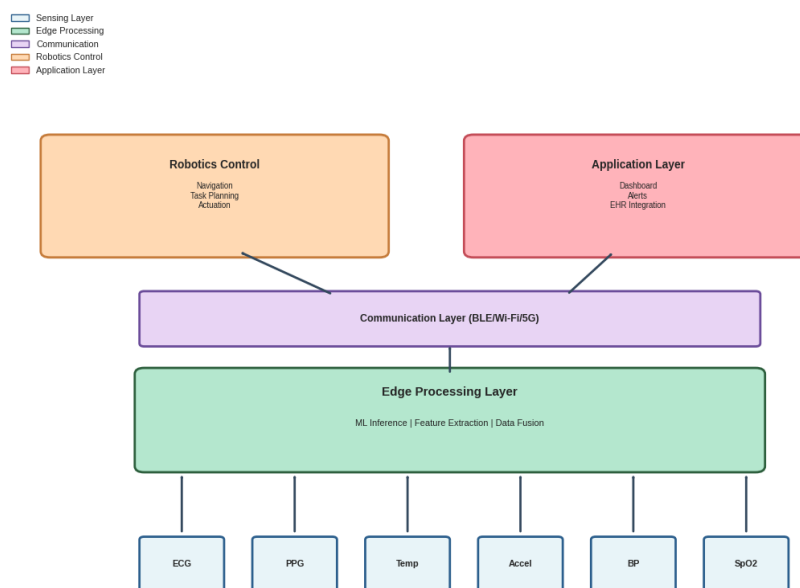 Sensing Layer
Edge Processing
Communication
Robotics Control
Application Layer
Robotics Control
Navigation
Task Planning
Actuation
Application Layer
Dashboard
Alerts
EHR Integration
Communication Layer (BLE/Wi-Fi/5G)
Edge Processing Layer
ML Inference | Feature Extraction | Data Fusion
ECG
PPG
Temp
Accel
BP
SpO2